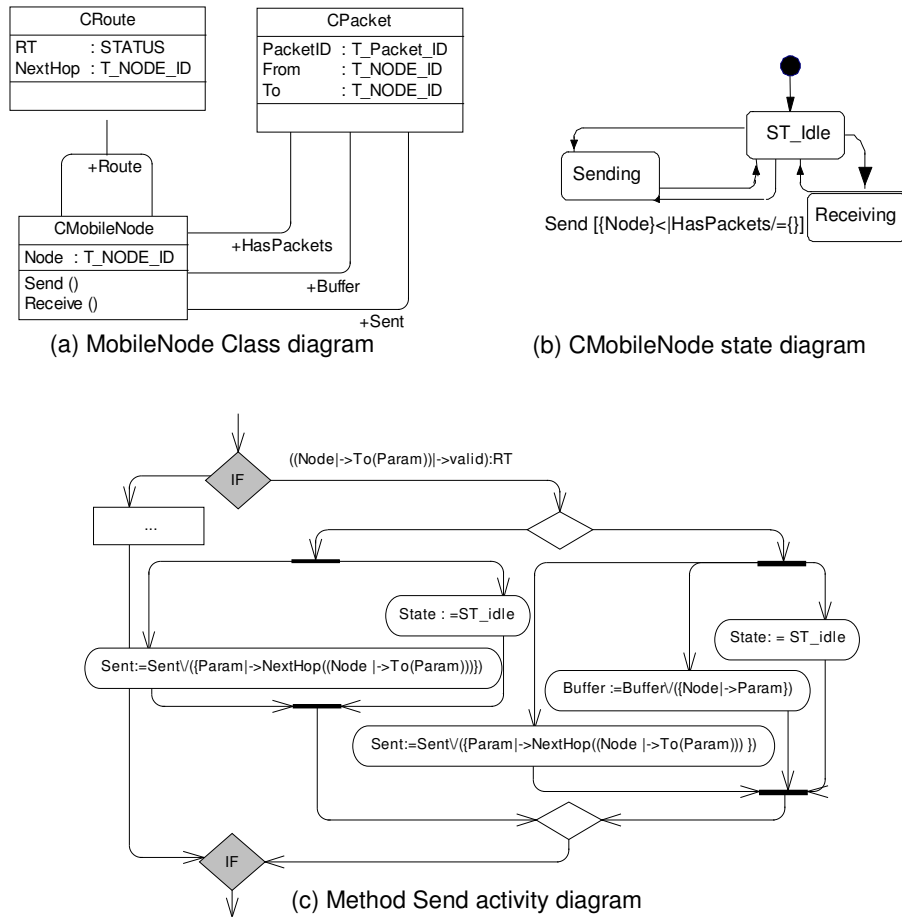 CRoute
RT : STATUS
NextHop : T_NODE_ID
CPacket
PacketID : T_Packet_ID
From : T_NODE_ID
To : T_NODE_ID
+Route
CMobileNode
Node : T_NODE_ID
Send ()
Receive ()
+HasPackets
+Buffer
+Sent
(a) MobileNode Class diagram
ST_Idle
Sending
Receiving
Send [{Node}<|HasPackets/={}]
(b) CMobileNode state diagram
IF
((Node|->To(Param))|->valid):RT
...
State : =ST_idle
State: = ST_idle
Sent:=Sent\/({Param|->NextHop((Node |->To(Param)))})
Buffer :=Buffer\/({Node|->Param})
Sent:=Sent\/({Param|->NextHop((Node |->To(Param))) })
IF
(c) Method Send activity diagram